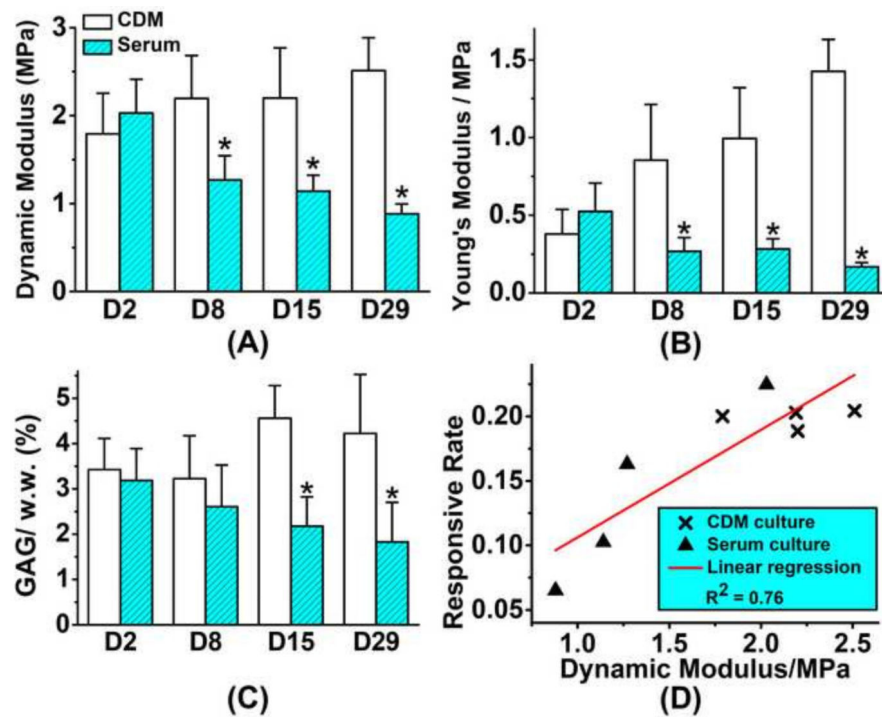 CDM
Serum
Dynamic Modulus (MPa)
3
2
1
0
*
*
*
D2 D8 D15 D29
(A)
Young's Modulus / MPa
1.5
1.0
0.5
0.0
*
*
*
D2 D8 D15 D29
(B)
GAG/ w.w. (%)
5
4
3
2
1
0
*
*
D2 D8 D15 D29
(C)
Responsive Rate
0.20
0.15
0.10
0.05
CDM culture
Serum culture
Linear regression
R² = 0.76
1.0 1.5 2.0 2.5
Dynamic Modulus/MPa
(D)